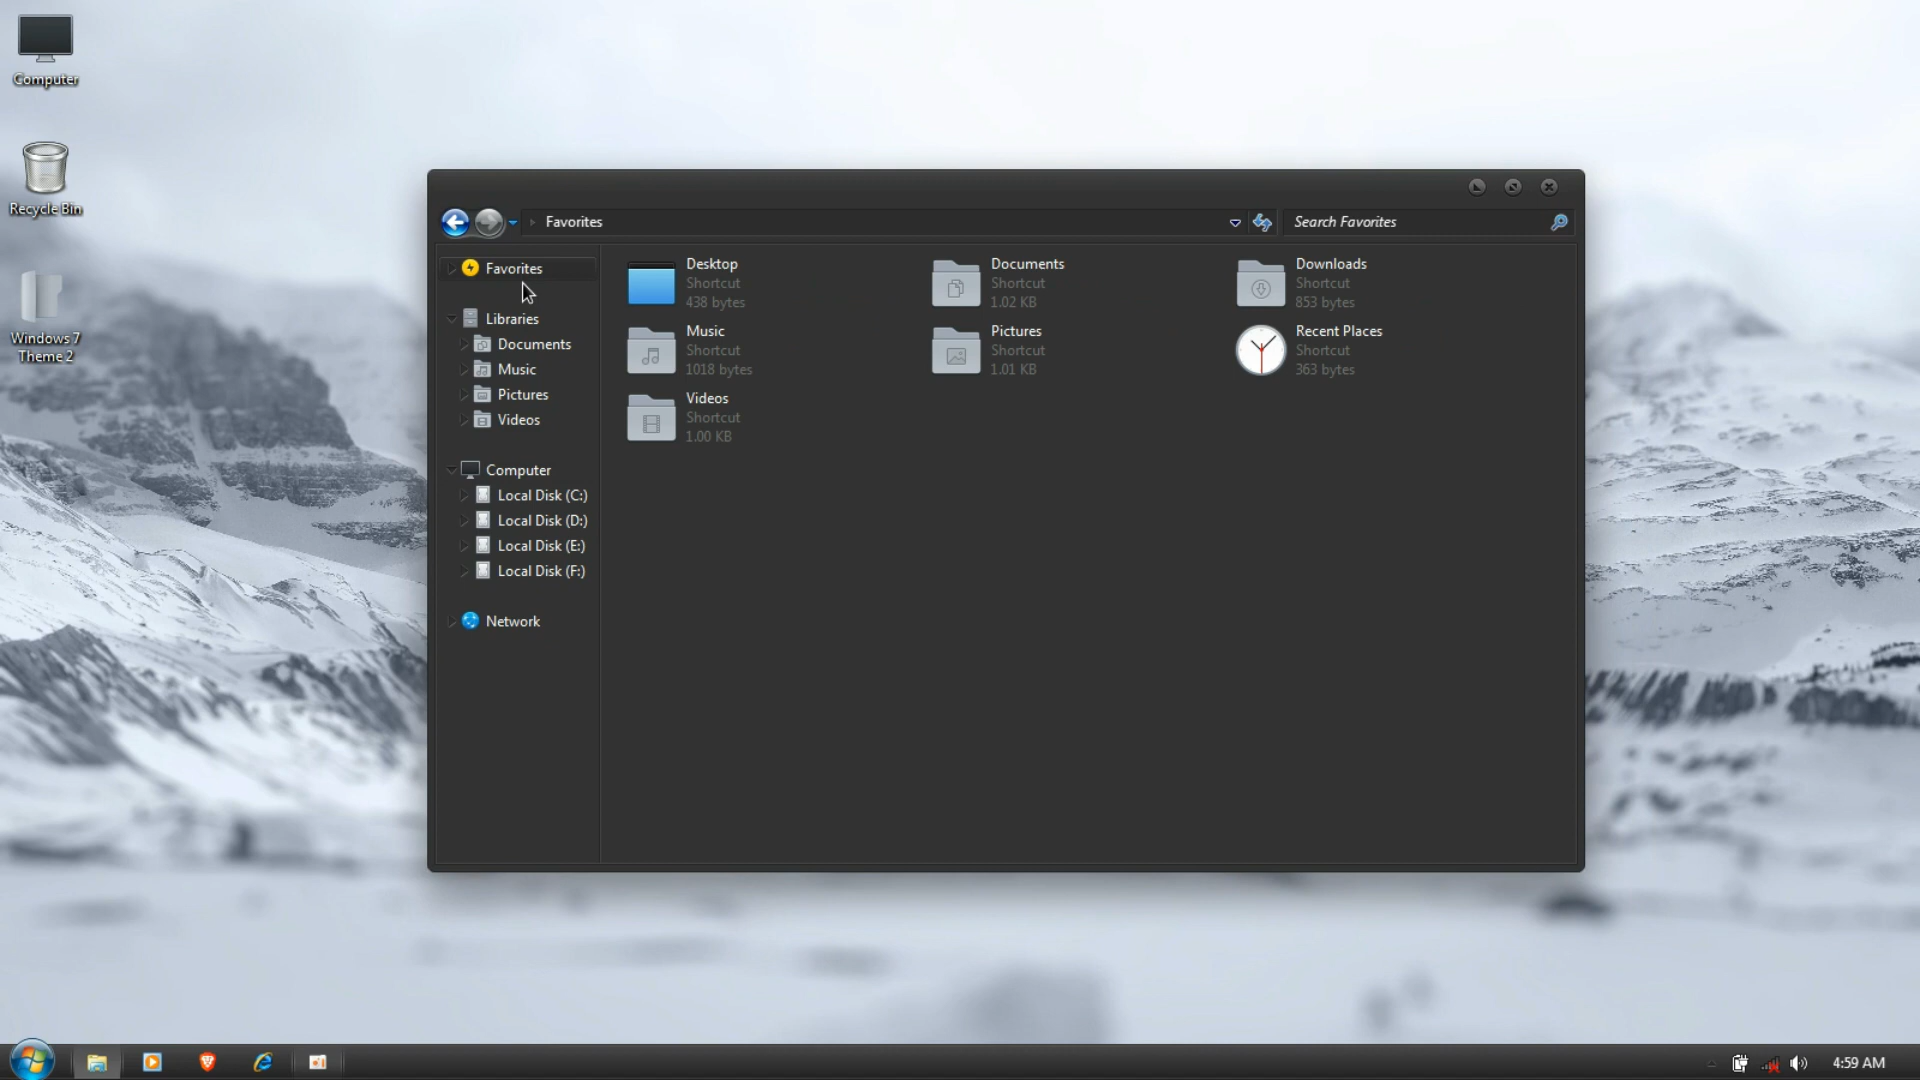 Computer
Recycle Bin
Windows 7
Theme 2
Favorites
Search Favorites
Favorites
Libraries
Documents
Music
Pictures
Videos
Computer
Local Disk (C:)
Local Disk (D:)
Local Disk (E:)
Local Disk (F:)
Network
Desktop
Shortcut
438 bytes
Documents
Shortcut
1.02 KB
Downloads
Shortcut
853 bytes
Music
Shortcut
1018 bytes
Pictures
Shortcut
1.01 KB
Recent Places
Shortcut
363 bytes
Videos
Shortcut
1.00 KB
4:59 AM